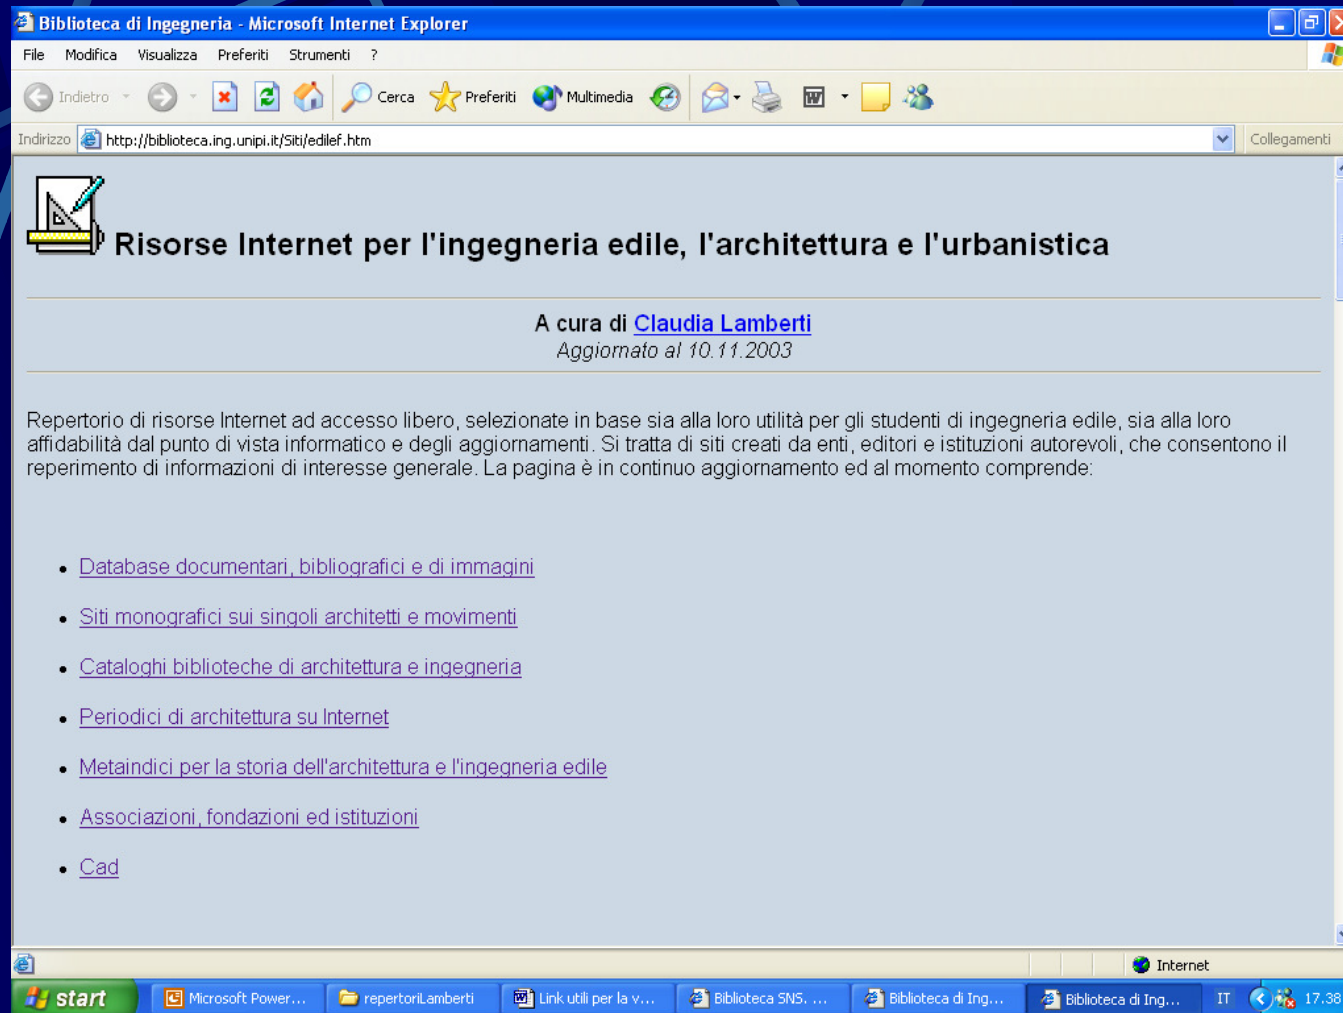 Biblioteca di Ingegneria - Microsoft Internet Explorer
File Modifica Visualizza Preferiti Strumenti ?
Indietro Cerca Preferiti Multimedia
Indirizzo http://biblioteca.ing.unipi.it/Siti/edilef.htm Collegamenti
Risorse Internet per l'ingegneria edile, l'architettura e l'urbanistica
A cura di Claudia Lamberti
Aggiornato al 10.11.2003
Repertorio di risorse Internet ad accesso libero, selezionate in base sia alla loro utilità per gli studenti di ingegneria edile, sia alla loro
affidabilità dal punto di vista informatico e degli aggiornamenti. Si tratta di siti creati da enti, editori e istituzioni autorevoli, che consentono il
reperimento di informazioni di interesse generale. La pagina è in continuo aggiornamento ed al momento comprende:
• Database documentari, bibliografici e di immagini
• Siti monografici sui singoli architetti e movimenti
• Cataloghi biblioteche di architettura e ingegneria
• Periodici di architettura su Internet
• Metaindici per la storia dell'architettura e l'ingegneria edile
• Associazioni, fondazioni ed istituzioni
• Cad
Internet
start Microsoft Power... repertoriLamberti Link utili per la v... Biblioteca SNS. ... Biblioteca di Ing... Biblioteca di Ing... IT 17.38